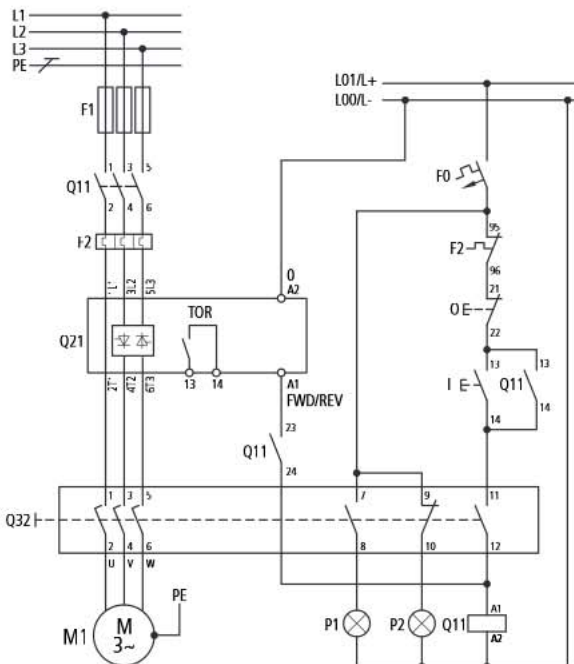 L1
L2
L3
PE
L01/L+
L00/L-
F1
F0
1 3 5
Q11
2 4 6
95
F2
96
F2
21
O E
22
0
A2
1L1 3L2 5L3
TOR
Q21
13 14
A1
2T1 4T2 6T3
FWD/REV
13
I E
14
Q11
13
14
23
Q11
24
1 3 5
7 9 11
Q32
2 4 6
8 10 12
U V W
PE
M1
M
3~
P1
P2
Q11
A1
A2